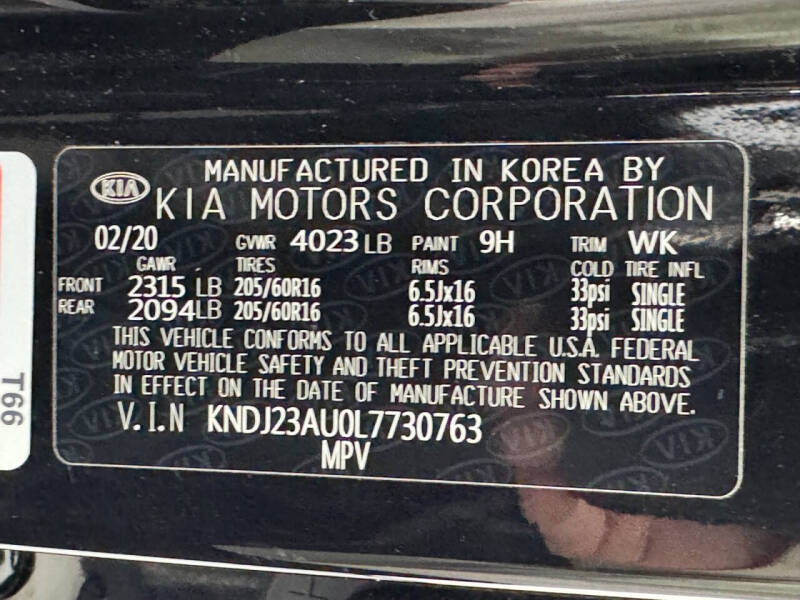 MANUFACTURED IN KOREA BY
KIA KIA MOTORS CORPORATION
02/20 GVWR 4023 LB PAINT 9H TRIM WK
GAWR TIRES RIMS COLD TIRE INFL
FRONT 2315 LB 205/60R16 6.5Jx16 33psi SINGLE
REAR 2094LB 205/60R16 6.5Jx16 33psi SINGLE
THIS VEHICLE CONFORMS TO ALL APPLICABLE U.S.A. FEDERAL
MOTOR VEHICLE SAFETY AND THEFT PREVENTION STANDARDS
IN EFFECT ON THE DATE OF MANUFACTURE SHOWN ABOVE.
V.I.N KNDJ23AU0L7730763
MPV
T66